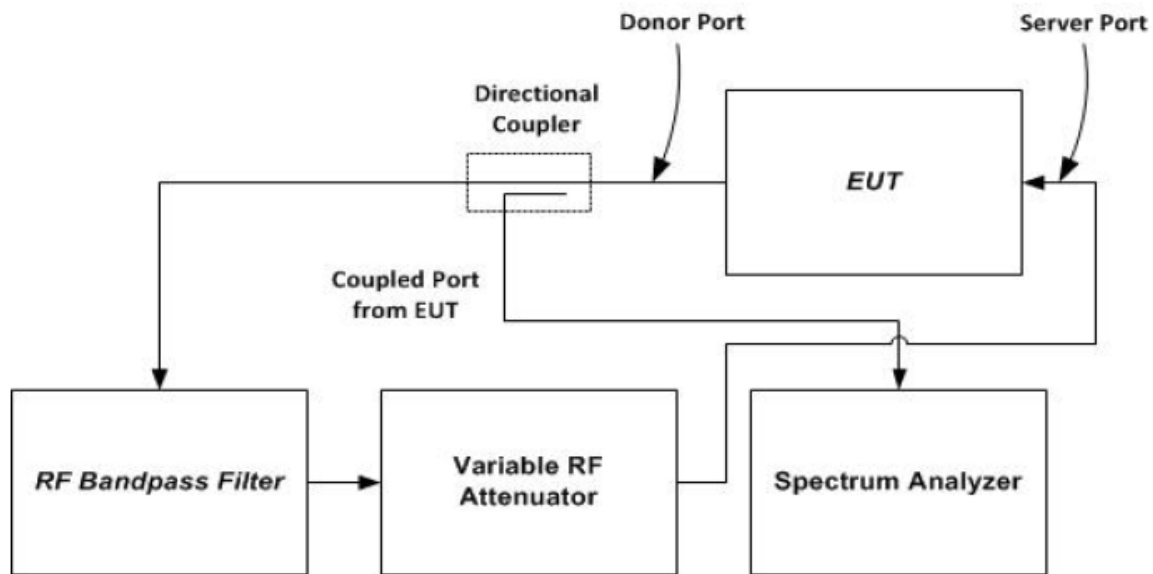 Donor Port
Server Port
Directional
Coupler
EUT
Coupled Port
from EUT
RF Bandpass Filter
Variable RF
Attenuator
Spectrum Analyzer